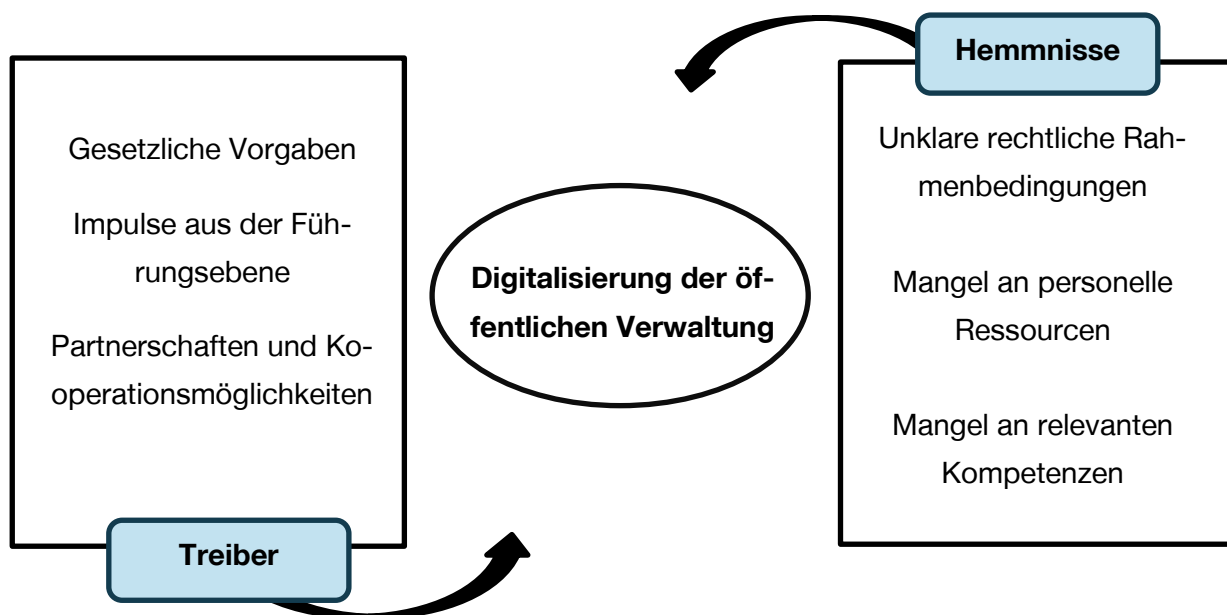 Gesetzliche Vorgaben
Impulse aus der Füh-
rungsebene
Partnerschaften und Ko-
operationsmöglichkeiten
Treiber
Digitalisierung der öf-
fentlichen Verwaltung
Hemmnisse
Unklare rechtliche Rah-
menbedingungen
Mangel an personelle
Ressourcen
Mangel an relevanten
Kompetenzen